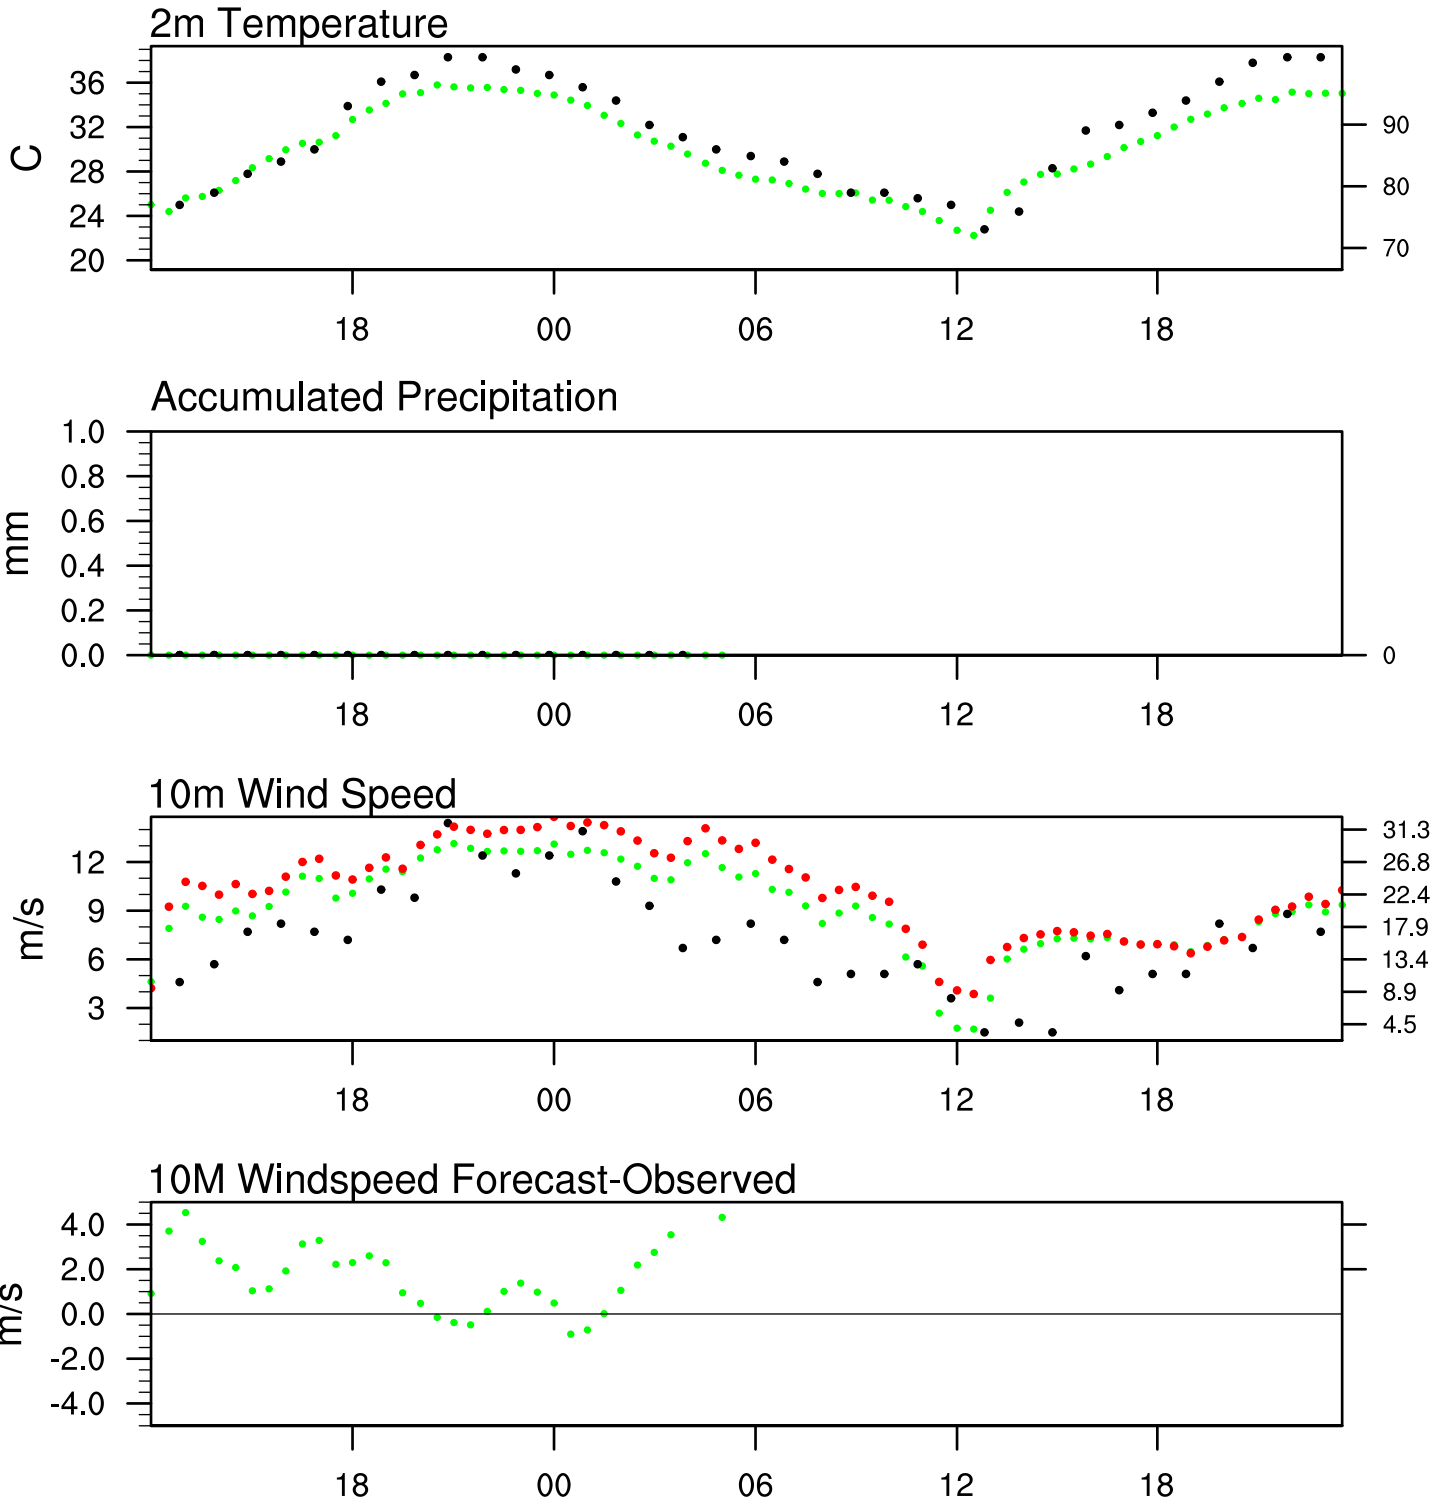 2m Temperature
36
32
28
24
20
C
90
80
70
18 00 06 12 18
Accumulated Precipitation
1.0
0.8
0.6
0.4
0.2
0.0
mm
0
18 00 06 12 18
10m Wind Speed
12
9
6
3
m/s
31.3
26.8
22.4
17.9
13.4
8.9
4.5
18 00 06 12 18
10M Windspeed Forecast-Observed
4.0
2.0
0.0
-2.0
-4.0
m/s
18 00 06 12 18